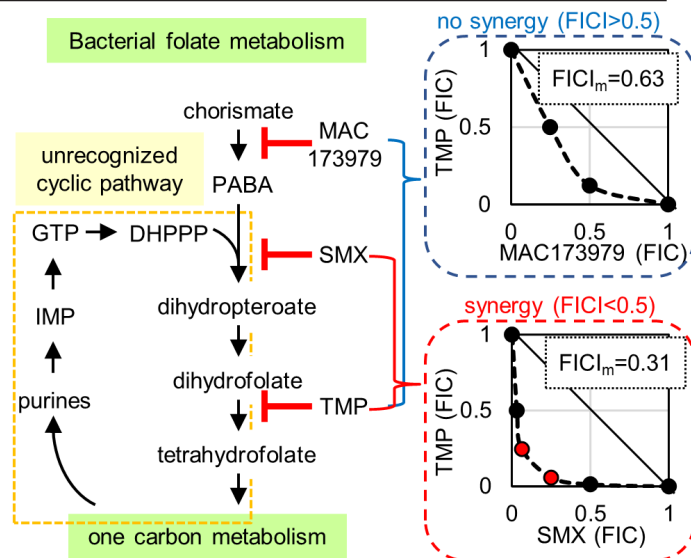 Bacterial folate metabolism
chorismate
MAC
173979
unrecognized
cyclic pathway
PABA
GTP
DHPPP
SMX
dihydropteroate
IMP
dihydrofolate
purines
TMP
tetrahydrofolate
one carbon metabolism
no synergy (FICI>0.5)
1
FICIm=0.63
TMP (FIC)
0.5
0
0
0.5
1
MAC173979 (FIC)
synergy (FICI<0.5)
1
FICIm=0.31
TMP (FIC)
0.5
0
0
0.5
1
SMX (FIC)